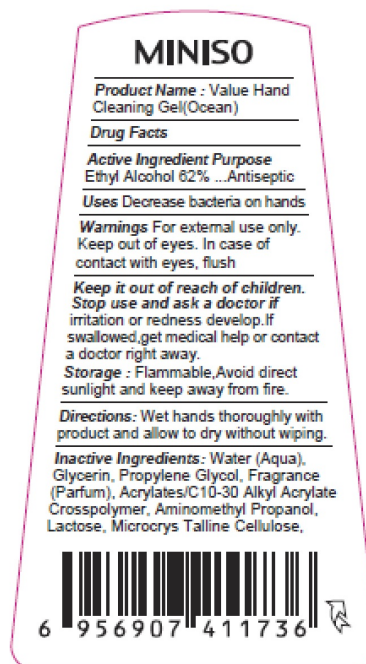 MINISO
Product Name : Value Hand
Cleaning Gel(Ocean)
Drug Facts
Active Ingredient Purpose
Ethyl Alcohol 62% ...Antiseptic
Uses Decrease bacteria on hands
Warnings For external use only.
Keep out of eyes. In case of
contact with eyes, flush
Keep it out of reach of children.
Stop use and ask a doctor if
irritation or redness develop.If
swallowed,get medical help or contact
a doctor right away.
Storage : Flammable,Avoid direct
sunlight and keep away from fire.
Directions: Wet hands thoroughly with
product and allow to dry without wiping.
Inactive Ingredients: Water (Aqua),
Glycerin, Propylene Glycol, Fragrance
(Parfum), Acrylates/C10-30 Alkyl Acrylate
Crosspolymer, Aminomethyl Propanol,
Lactose, Microcrys Talline Cellulose,
6 956907 411736